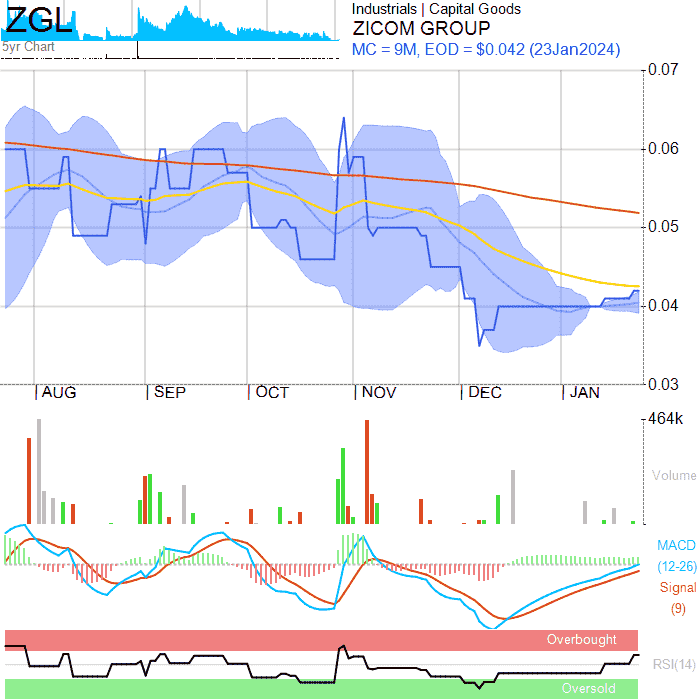 ZGL
5yr Chart
Industrials | Capital Goods
ZICOM GROUP
MC = 9M, EOD = $0.042 (23Jan2024)
0.07
0.06
0.05
0.04
0.03
AUG SEP OCT NOV DEC JAN
464k
Volume
MACD
(12-26)
Signal
(9)
Overbought
RSI(14)
Oversold